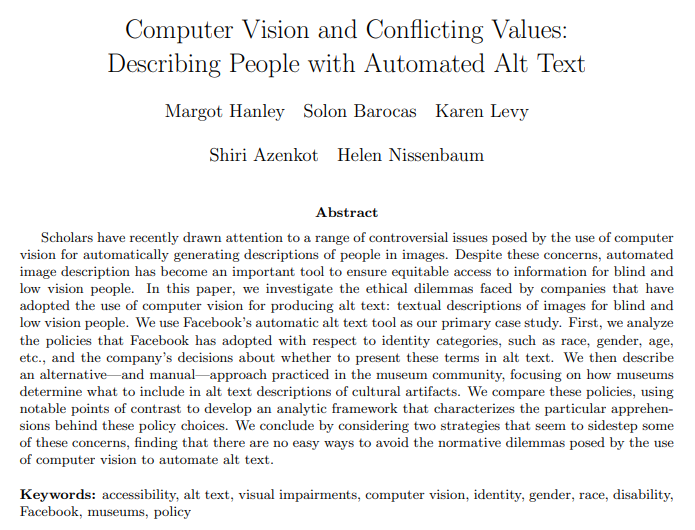 Computer Vision and Conflicting Values:
Describing People with Automated Alt Text
Margot Hanley Solon Barocas Karen Levy
Shiri Azenkot Helen Nissenbaum
Abstract
Scholars have recently drawn attention to a range of controversial issues posed by the use of computer
vision for automatically generating descriptions of people in images. Despite these concerns, automated
image description has become an important tool to ensure equitable access to information for blind and
low vision people. In this paper, we investigate the ethical dilemmas faced by companies that have
adopted the use of computer vision for producing alt text: textual descriptions of images for blind and
low vision people. We use Facebook's automatic alt text tool as our primary case study. First, we analyze
the policies that Facebook has adopted with respect to identity categories, such as race, gender, age,
etc., and the company's decisions about whether to present these terms in alt text. We then describe
an alternative—and manual—approach practiced in the museum community, focusing on how museums
determine what to include in alt text descriptions of cultural artifacts. We compare these policies, using
notable points of contrast to develop an analytic framework that characterizes the particular apprehen-
sions behind these policy choices. We conclude by considering two strategies that seem to sidestep some
of these concerns, finding that there are no easy ways to avoid the normative dilemmas posed by the use
of computer vision to automate alt text.
Keywords: accessibility, alt text, visual impairments, computer vision, identity, gender, race, disability,
Facebook, museums, policy